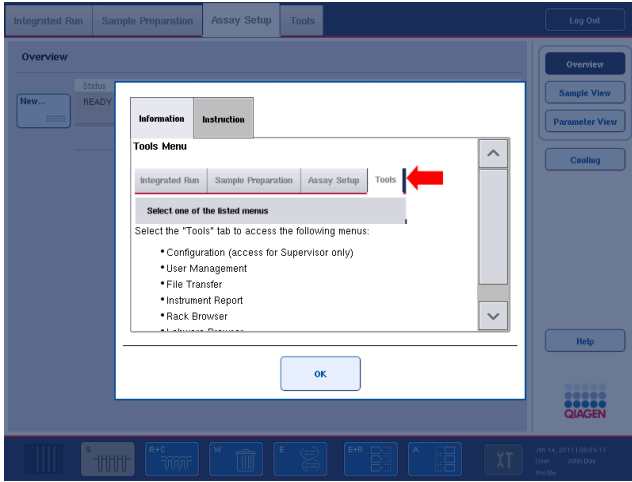 Integrated Run Sample Preparation Assay Setup Tools Log Out
Overview
Overview
Status
New... READY
Sample View
Parameter View
Cooling
Information Instruction
Tools Menu
Integrated Run Sample Preparation Assay Setup Tools
Select one of the listed menus
Select the "Tools" tab to access the following menus:
• Configuration (access for Supervisor only)
• User Management
• File Transfer
• Instrument Report
• Rack Browser
OK
Help
QIAGEN
S R+C W E E+R A
User: John Doe
Profile: